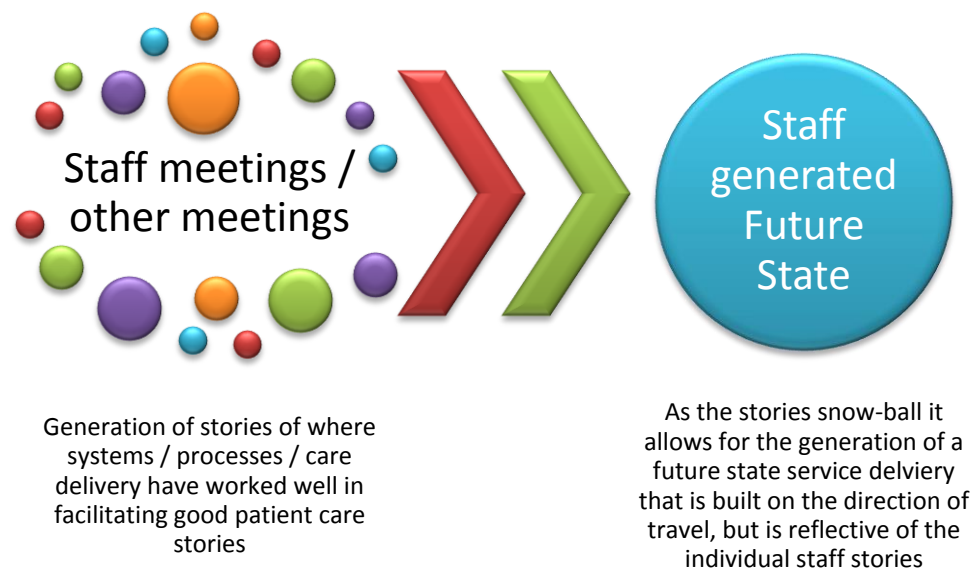 Staff meetings /
other meetings
Staff
generated
Future
State
Generation of stories of where
systems / processes / care
delivery have worked well in
facilitating good patient care
stories
As the stories snow-ball it
allows for the generation of a
future state service delviery
that is built on the direction of
travel, but is reflective of the
individual staff stories